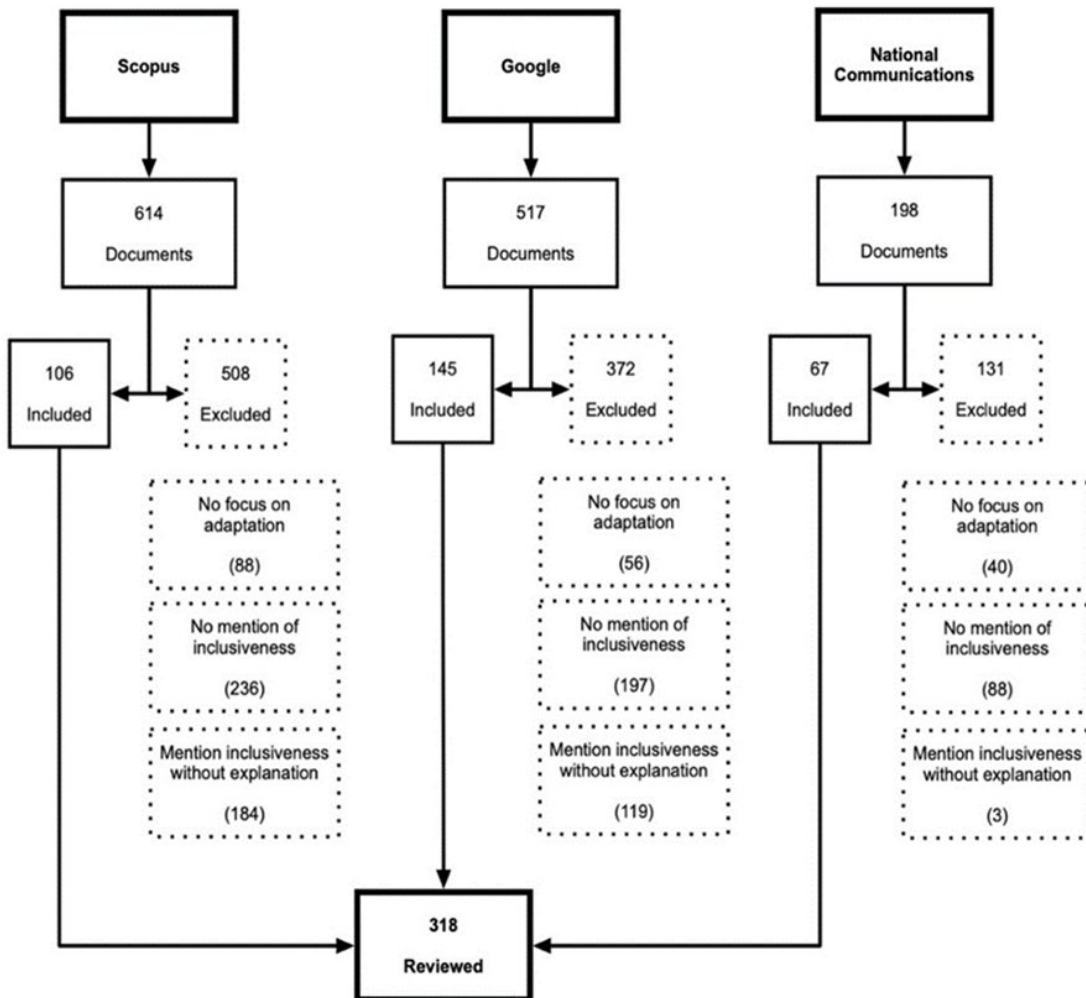 Scopus
Google
National
Communications
614
Documents
517
Documents
198
Documents
106
Included
508
Excluded
145
Included
372
Excluded
67
Included
131
Excluded
No focus on
adaptation
(88)
No mention of
inclusiveness
(236)
Mention inclusiveness
without explanation
(184)
No focus on
adaptation
(56)
No mention of
inclusiveness
(197)
Mention inclusiveness
without explanation
(119)
No focus on
adaptation
(40)
No mention of
inclusiveness
(88)
Mention inclusiveness
without explanation
(3)
318
Reviewed